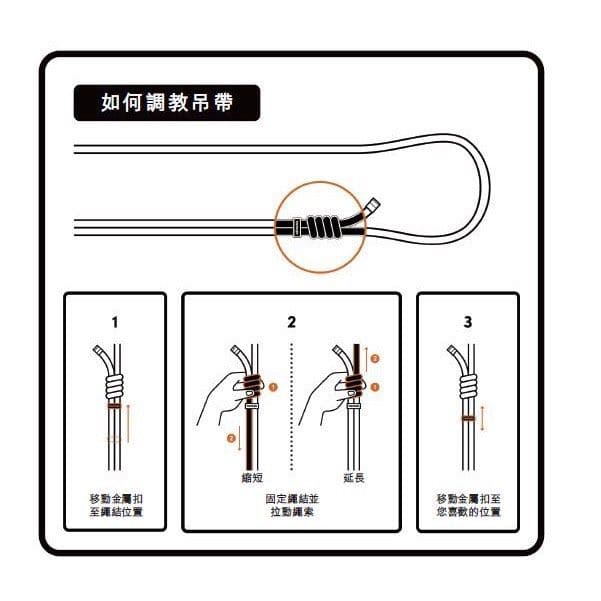 如何調教吊帶
1
2
3
1
2
2
1
縮短
延長
移動金屬扣
至繩結位置
固定繩結並
拉動繩索
移動金屬扣至
您喜歡的位置